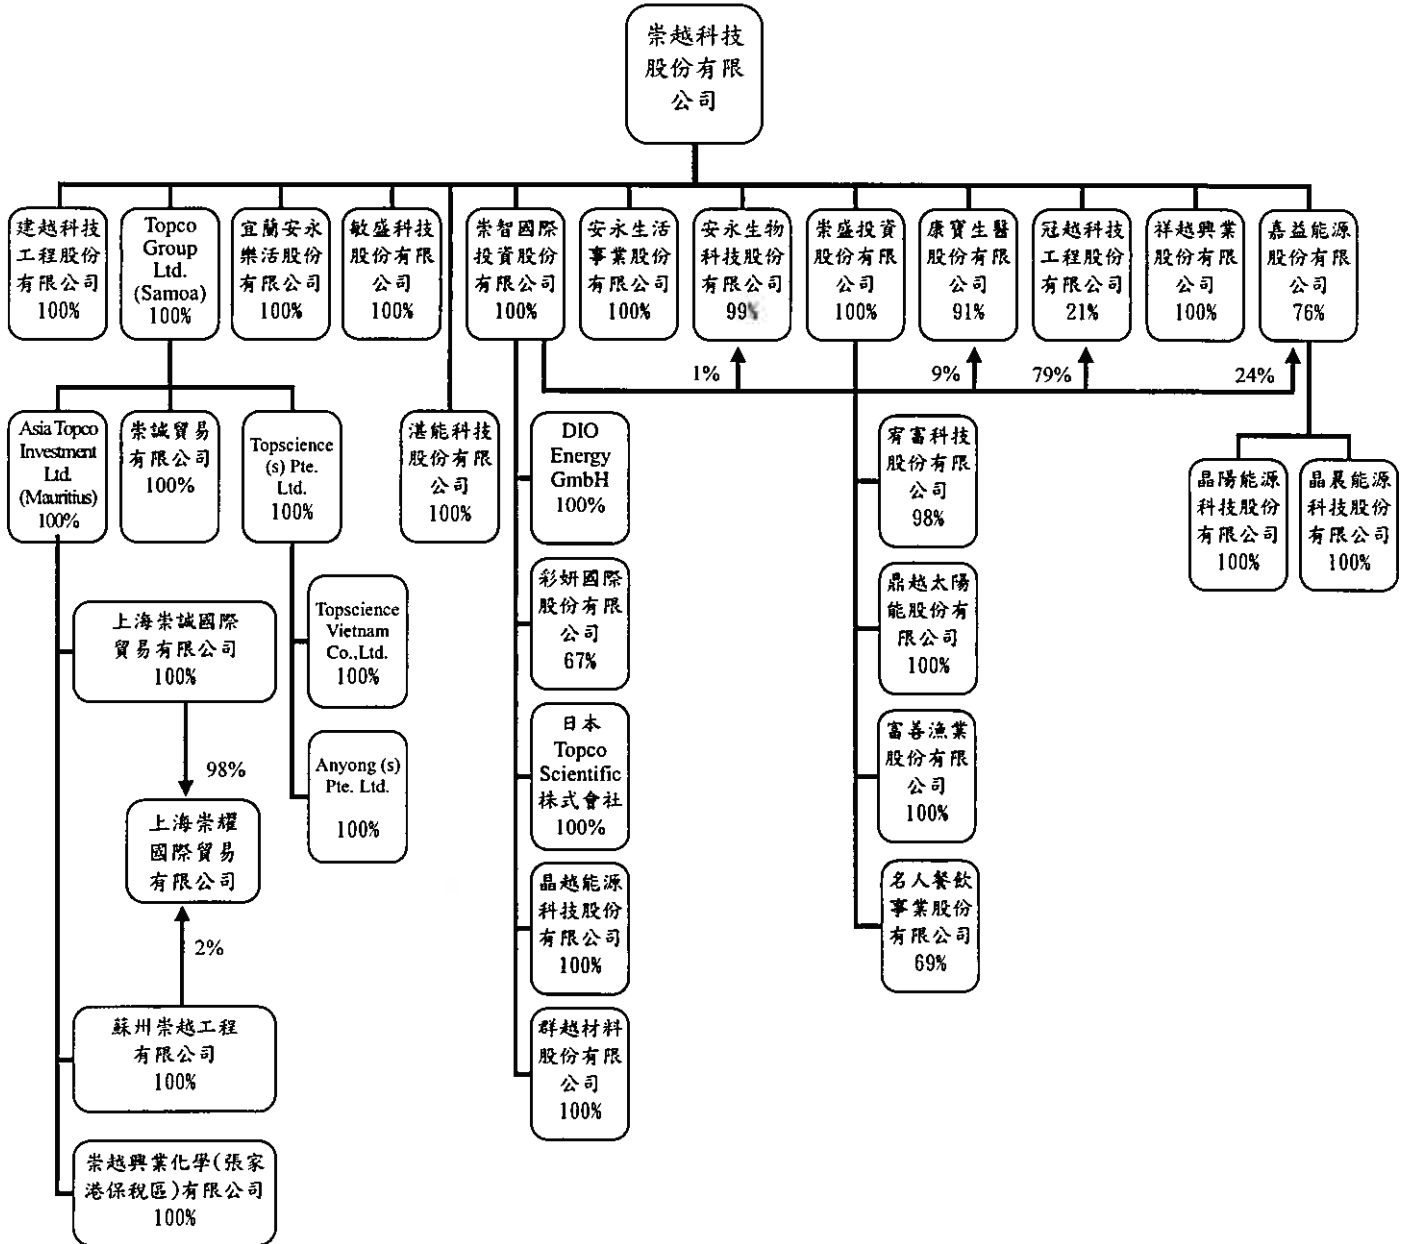 崇越科技
股份有限
公司
建越科技
工程股份
有限公司
100%
Topco
Group
Ltd.
(Samoa)
100%
宜蘭安永
樂活股份
有限公司
100%
敏盛科技
股份有限
公司
100%
崇智國際
投資股份
有限公司
100%
安永生活
事業股份
有限公司
100%
安永生物
科技股份
有限公司
99%
崇盛投資
股份有限
公司
100%
康寶生醫
股份有限
公司
91%
冠越科技
工程股份
有限公司
21%
祥越興業
股份有限
公司
100%
嘉益能源
股份有限
公司
76%
1%
9%
79%
24%
Asia Topco
Investment
Ltd.
(Mauritius)
100%
崇誠貿易
有限公司
100%
Topscience
(s) Pte.
Ltd.
100%
湛能科技
股份有限
公司
100%
DIO
Energy
GmbH
100%
宥富科技
股份有限
公司
98%
晶陽能源
科技股份
有限公司
100%
晶晨能源
科技股份
有限公司
100%
上海崇誠國際
貿易有限公司
100%
Topscience
Vietnam
Co.,Ltd.
100%
彩妍國際
股份有限
公司
67%
鼎越太陽
能股份有
限公司
100%
98%
Anyong (s)
Pte. Ltd.
100%
日本
Topco
Scientific
株式會社
100%
富善漁業
股份有限
公司
100%
上海崇耀
國際貿易
有限公司
2%
晶越能源
科技股份
有限公司
100%
名人餐飲
事業股份
有限公司
69%
蘇州崇越工程
有限公司
100%
群越材料
股份有限
公司
100%
崇越興業化學(張家
港保稅區)有限公司
100%